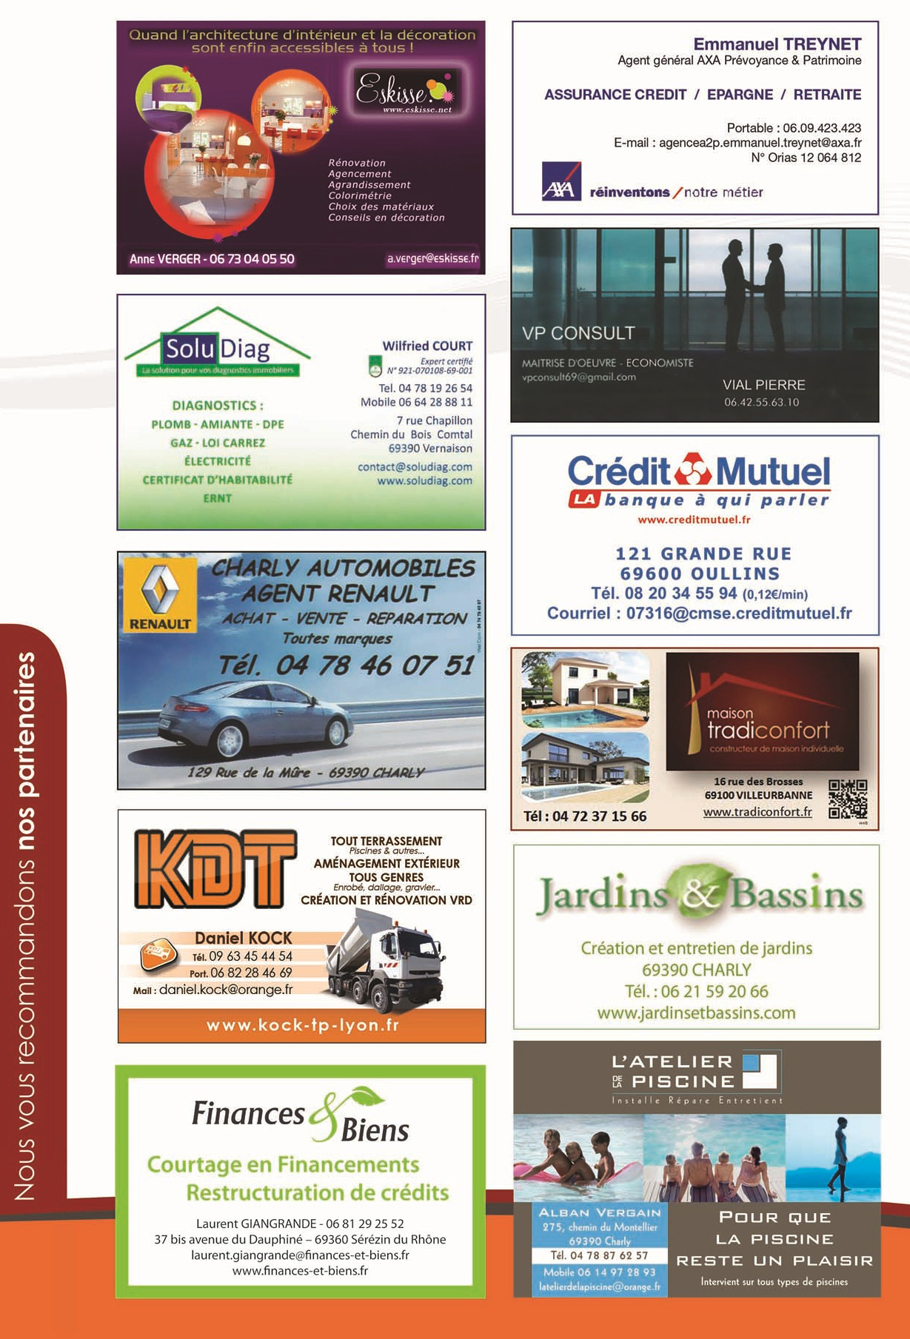 Nous vous recommandons nos partenaires
Quand l'architecture d'intérieur et la décoration
sont enfin accessibles à tous !
Eskisse
www.eskisse.net
Rénovation
Agencement
Agrandissement
Colorimétrie
Choix des matériaux
Conseils en décoration
Anne VERGER - 06 73 04 05 50
a.verger@eskisse.fr
SoluDiag
La solution pour vos diagnostics immobiliers
DIAGNOSTICS :
PLOMB - AMIANTE - DPE
GAZ - LOI CARREZ
ÉLECTRICITÉ
CERTIFICAT D'HABITABILITÉ
ERNT
Wilfried COURT
Expert certifié
N° 921-070108-69-001
Tel. 04 78 19 26 54
Mobile 06 64 28 88 11
7 rue Chapillon
Chemin du Bois Comtal
69390 Vernaison
contact@soludiag.com
www.soludiag.com
RENAULT
CHARLY AUTOMOBILES
AGENT RENAULT
ACHAT - VENTE - REPARATION
Toutes marques
Tél. 04 78 46 07 51
129 Rue de la Mûre - 69390 CHARLY
KDT
TOUT TERRASSEMENT
Piscines & autres...
AMÉNAGEMENT EXTÉRIEUR
TOUS GENRES
Enrobé, dallage, gravier...
CRÉATION ET RÉNOVATION VRD
Daniel KOCK
Tél. 09 63 45 44 54
Port. 06 82 28 46 69
Mail : daniel.kock@orange.fr
www.kock-tp-lyon.fr
Finances & Biens
Courtage en Financements
Restructuration de crédits
Laurent GIANGRANDE - 06 81 29 25 52
37 bis avenue du Dauphiné – 69360 Sérézin du Rhône
laurent.giangrande@finances-et-biens.fr
www.finances-et-biens.fr
Emmanuel TREYNET
Agent général AXA Prévoyance & Patrimoine
ASSURANCE CREDIT / EPARGNE / RETRAITE
Portable : 06.09.423.423
E-mail : agencea2p.emmanuel.treynet@axa.fr
N° Orias 12 064 812
AXA
réinventons / notre métier
VP CONSULT
MAITRISE D'OEUVRE - ECONOMISTE
vpconsult69@gmail.com
VIAL PIERRE
06.42.55.63.10
Crédit Mutuel
LA banque à qui parler
www.creditmutuel.fr
121 GRANDE RUE
69600 OULLINS
Tél. 08 20 34 55 94 (0,12€/min)
Courriel : 07316@cmse.creditmutuel.fr
maison
tradiconfort
constructeur de maison individuelle
16 rue des Brosses
69100 VILLEURBANNE
www.tradiconfort.fr
Tél : 04 72 37 15 66
Jardins & Bassins
Création et entretien de jardins
69390 CHARLY
Tél. : 06 21 59 20 66
www.jardinsetbassins.com
L'ATELIER
DE LA PISCINE
Installe Répare Entretient
ALBAN VERGAIN
275, chemin du Montellier
69390 Charly
Tél. 04 78 87 62 57
Mobile 06 14 97 28 93
latelierdelapiscine@orange.fr
POUR QUE
LA PISCINE
RESTE UN PLAISIR
Intervient sur tous types de piscines